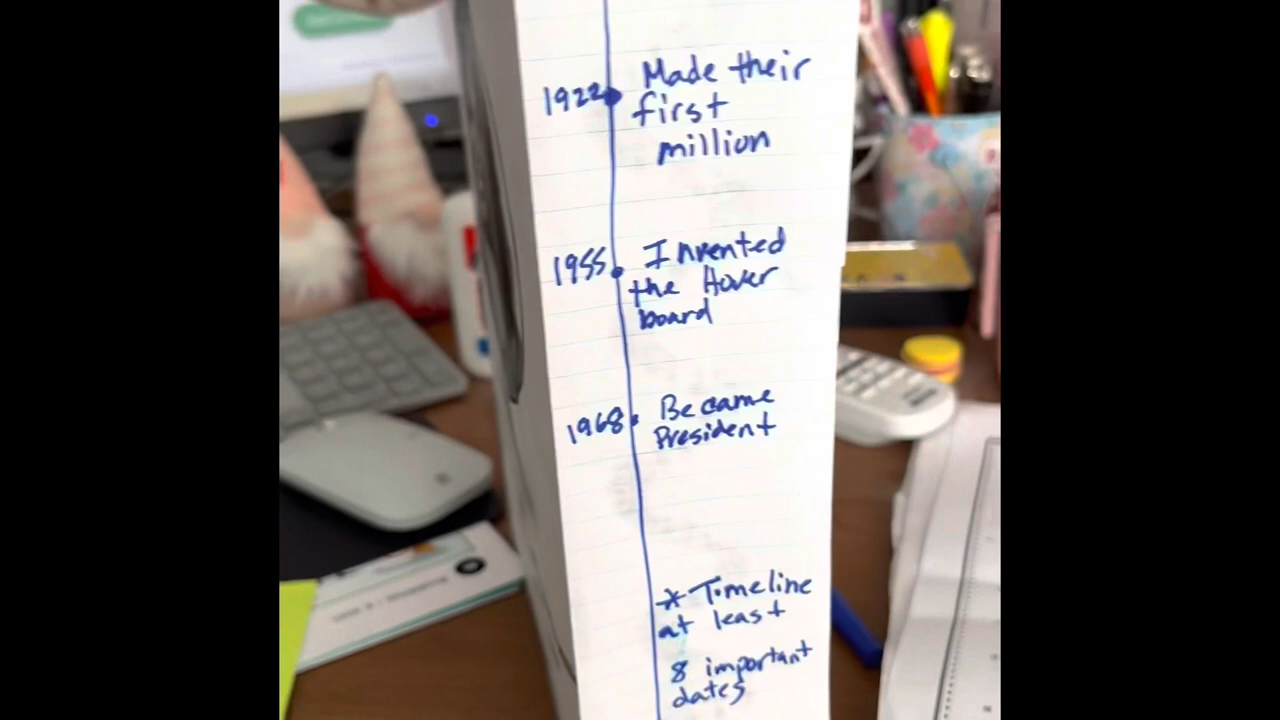 1922 Made their
first
million
1955 Invented
the Hover
board
1968 Became
President
* Timeline
at least
8 important
dates